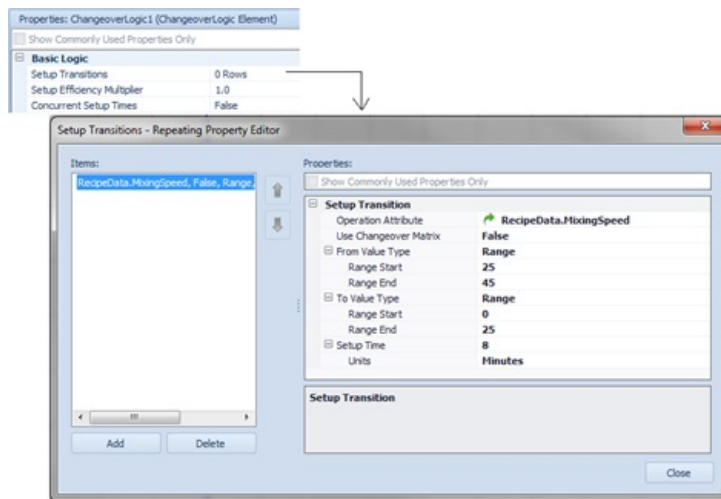 Properties: ChangeoverLogic1 (ChangeoverLogic Element)
Show Commonly Used Properties Only
Basic Logic
Setup Transitions 0 Rows
Setup Efficiency Multiplier 1.0
Concurrent Setup Times False
Setup Transitions - Repeating Property Editor
Items:
RecipeData.MixingSpeed, False, Range,
Add Delete
Properties:
Show Commonly Used Properties Only
Setup Transition
Operation Attribute RecipeData.MixingSpeed
Use Changeover Matrix False
From Value Type Range
Range Start 25
Range End 45
To Value Type Range
Range Start 0
Range End 25
Setup Time 8
Units Minutes
Setup Transition
Close